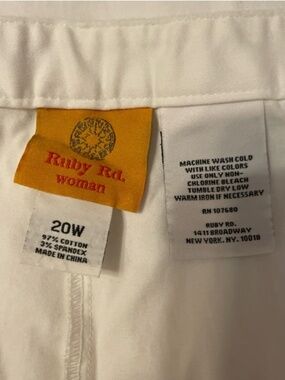 Ruby Rd.
woman
20W
97% COTTON
3% SPANDEX
MADE IN CHINA
MACHINE WASH COLD
WITH LIKE COLORS
USE ONLY NON-
CHLORINE BLEACH
TUMBLE DRY LOW
WARM IRON IF NECESSARY
RN 107680
RUBY RD.
1411 BROADWAY
NEW YORK, NY. 10018